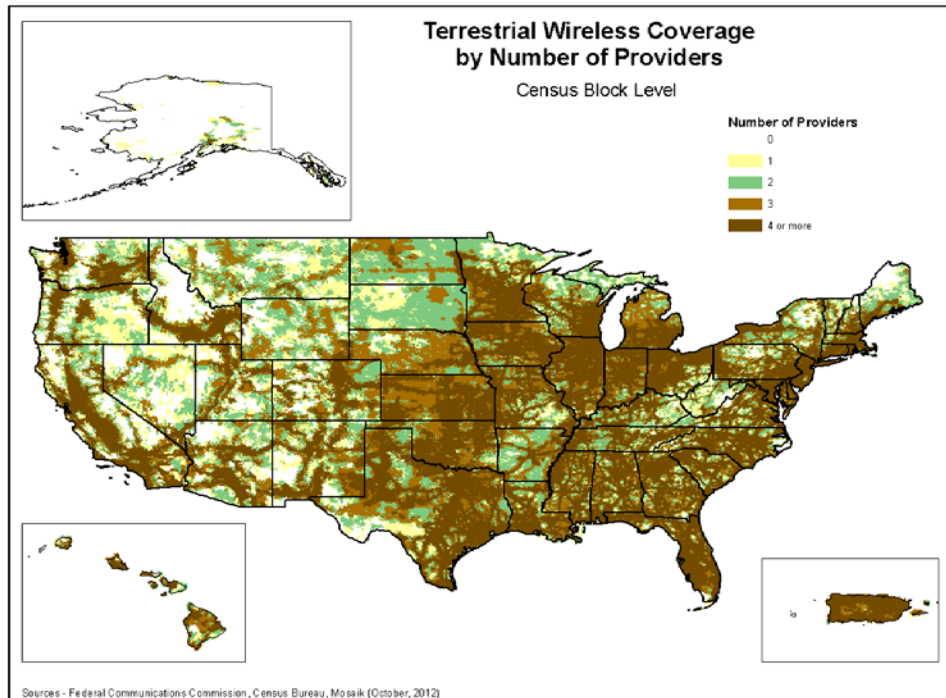 Terrestrial Wireless Coverage
by Number of Providers
Census Block Level
Number of Providers
0
1
2
3
4 or more
Sources - Federal Communications Commission, Census Bureau, Mosaik (October, 2012)